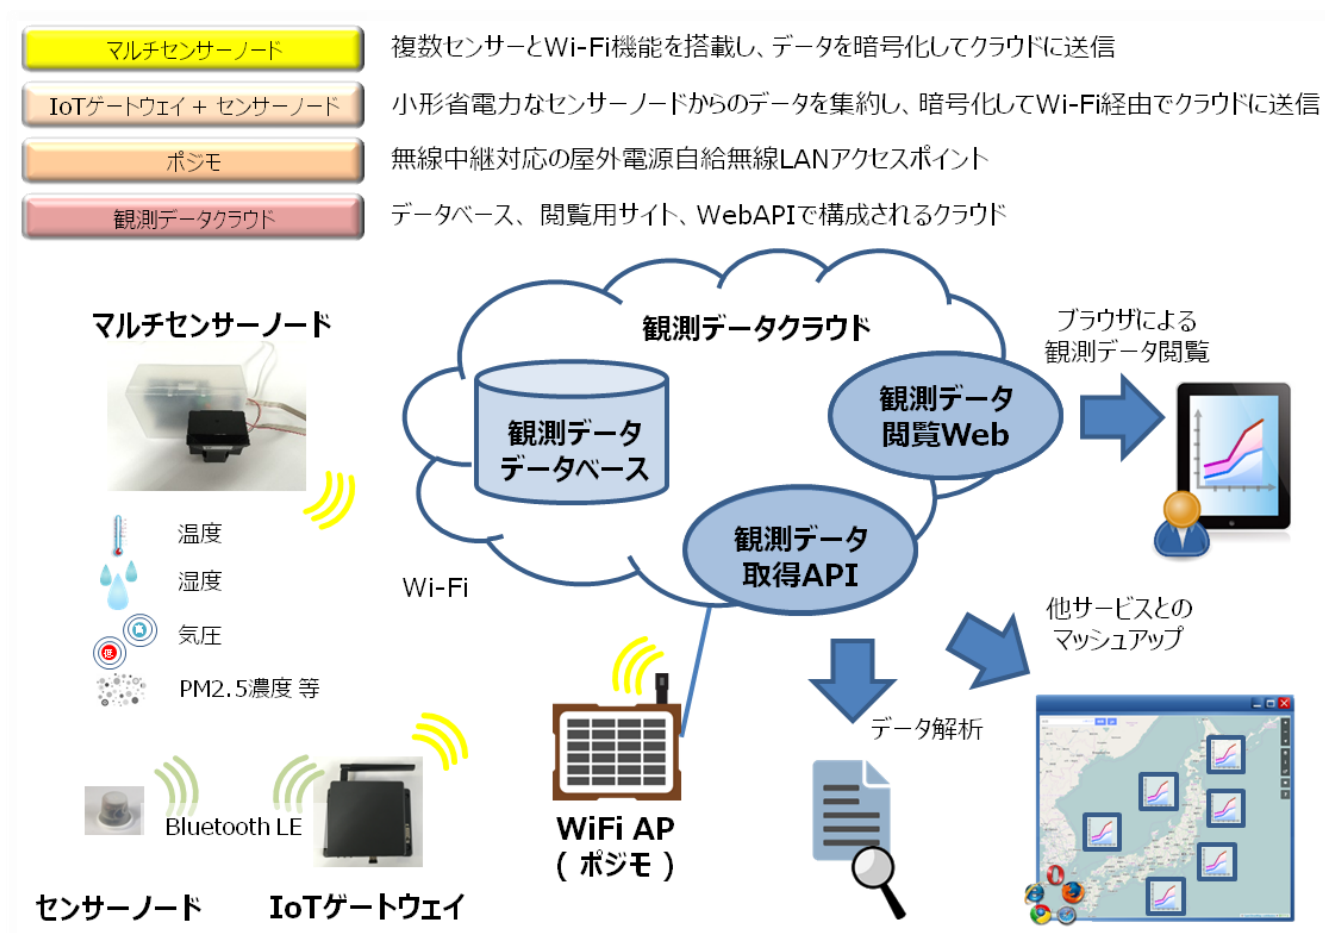 マルチセンサーノード
複数センサーとWi-Fi機能を搭載し、データを暗号化してクラウドに送信
IoTゲートウェイ + センサーノード
小形省電力なセンサーノードからのデータを集約し、暗号化してWi-Fi経由でクラウドに送信
ポジモ
無線中継対応の屋外電源自給無線LANアクセスポイント
観測データクラウド
データベース、閲覧用サイト、WebAPIで構成されるクラウド
マルチセンサーノード
観測データクラウド
ブラウザによる
観測データ閲覧
観測データ
データベース
観測データ
閲覧Web
観測データ
取得API
温度
湿度
高
低
気圧
PM2.5濃度 等
Wi-Fi
他サービスとの
マッシュアップ
データ解析
Bluetooth LE
WiFi AP
( ポジモ )
センサーノード
IoTゲートウェイ